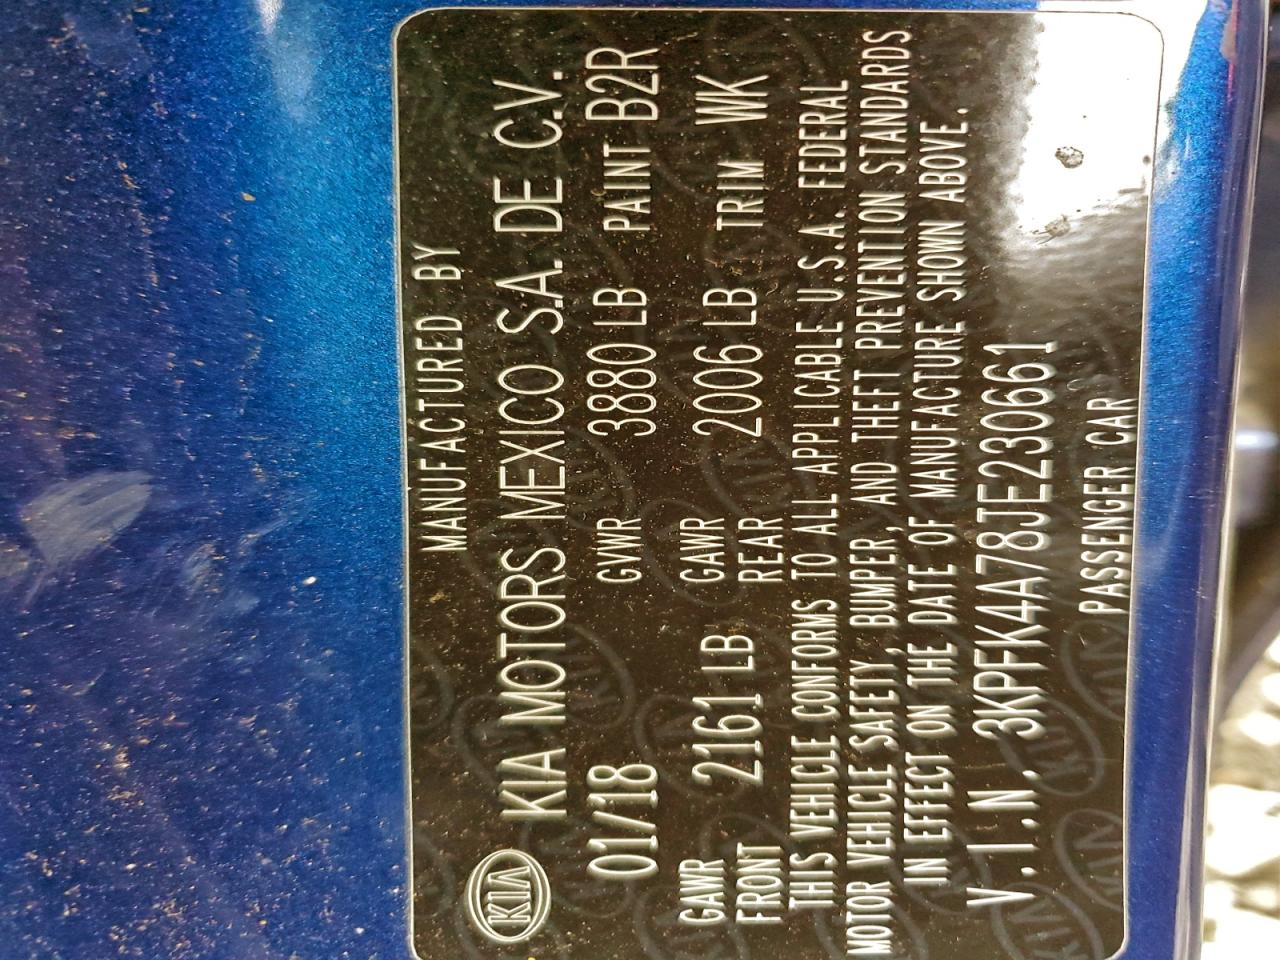 MANUFACTURED BY
KIA KIA MOTORS MEXICO S.A. DE C.V.
01/18 GVWR 3880 LB PAINT B2R
GAWR FRONT 2161 LB GAWR REAR 2006 LB TRIM WK
THIS VEHICLE CONFORMS TO ALL APPLICABLE U.S.A. FEDERAL
MOTOR VEHICLE SAFETY, BUMPER, AND THEFT PREVENTION STANDARDS
IN EFFECT ON THE DATE OF MANUFACTURE SHOWN ABOVE.
V.I.N. 3KPFK4A78JE230661
PASSENGER CAR